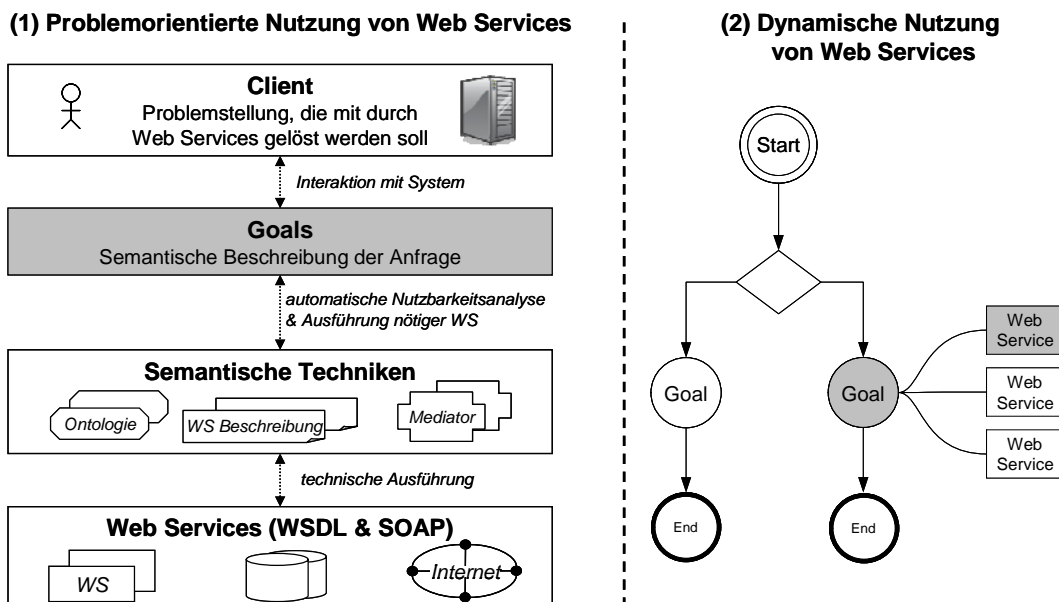 (1) Problemorientierte Nutzung von Web Services
Client
Problemstellung, die mit durch
Web Services gelöst werden soll
Interaktion mit System
Goals
Semantische Beschreibung der Anfrage
automatische Nutzbarkeitsanalyse
& Ausführung nötiger WS
Semantische Techniken
Ontologie
WS Beschreibung
Mediator
technische Ausführung
Web Services (WSDL & SOAP)
WS
Internet
(2) Dynamische Nutzung
von Web Services
Start
Goal
Goal
Web
Service
Web
Service
Web
Service
End
End